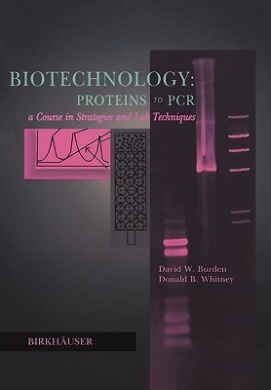 BIOTECHNOLOGY:
PROTEINS to PCR
a Course in Strategies and Lab Techniques
David W. Burden
Donald B. Whitney
BIRKHÄUSER